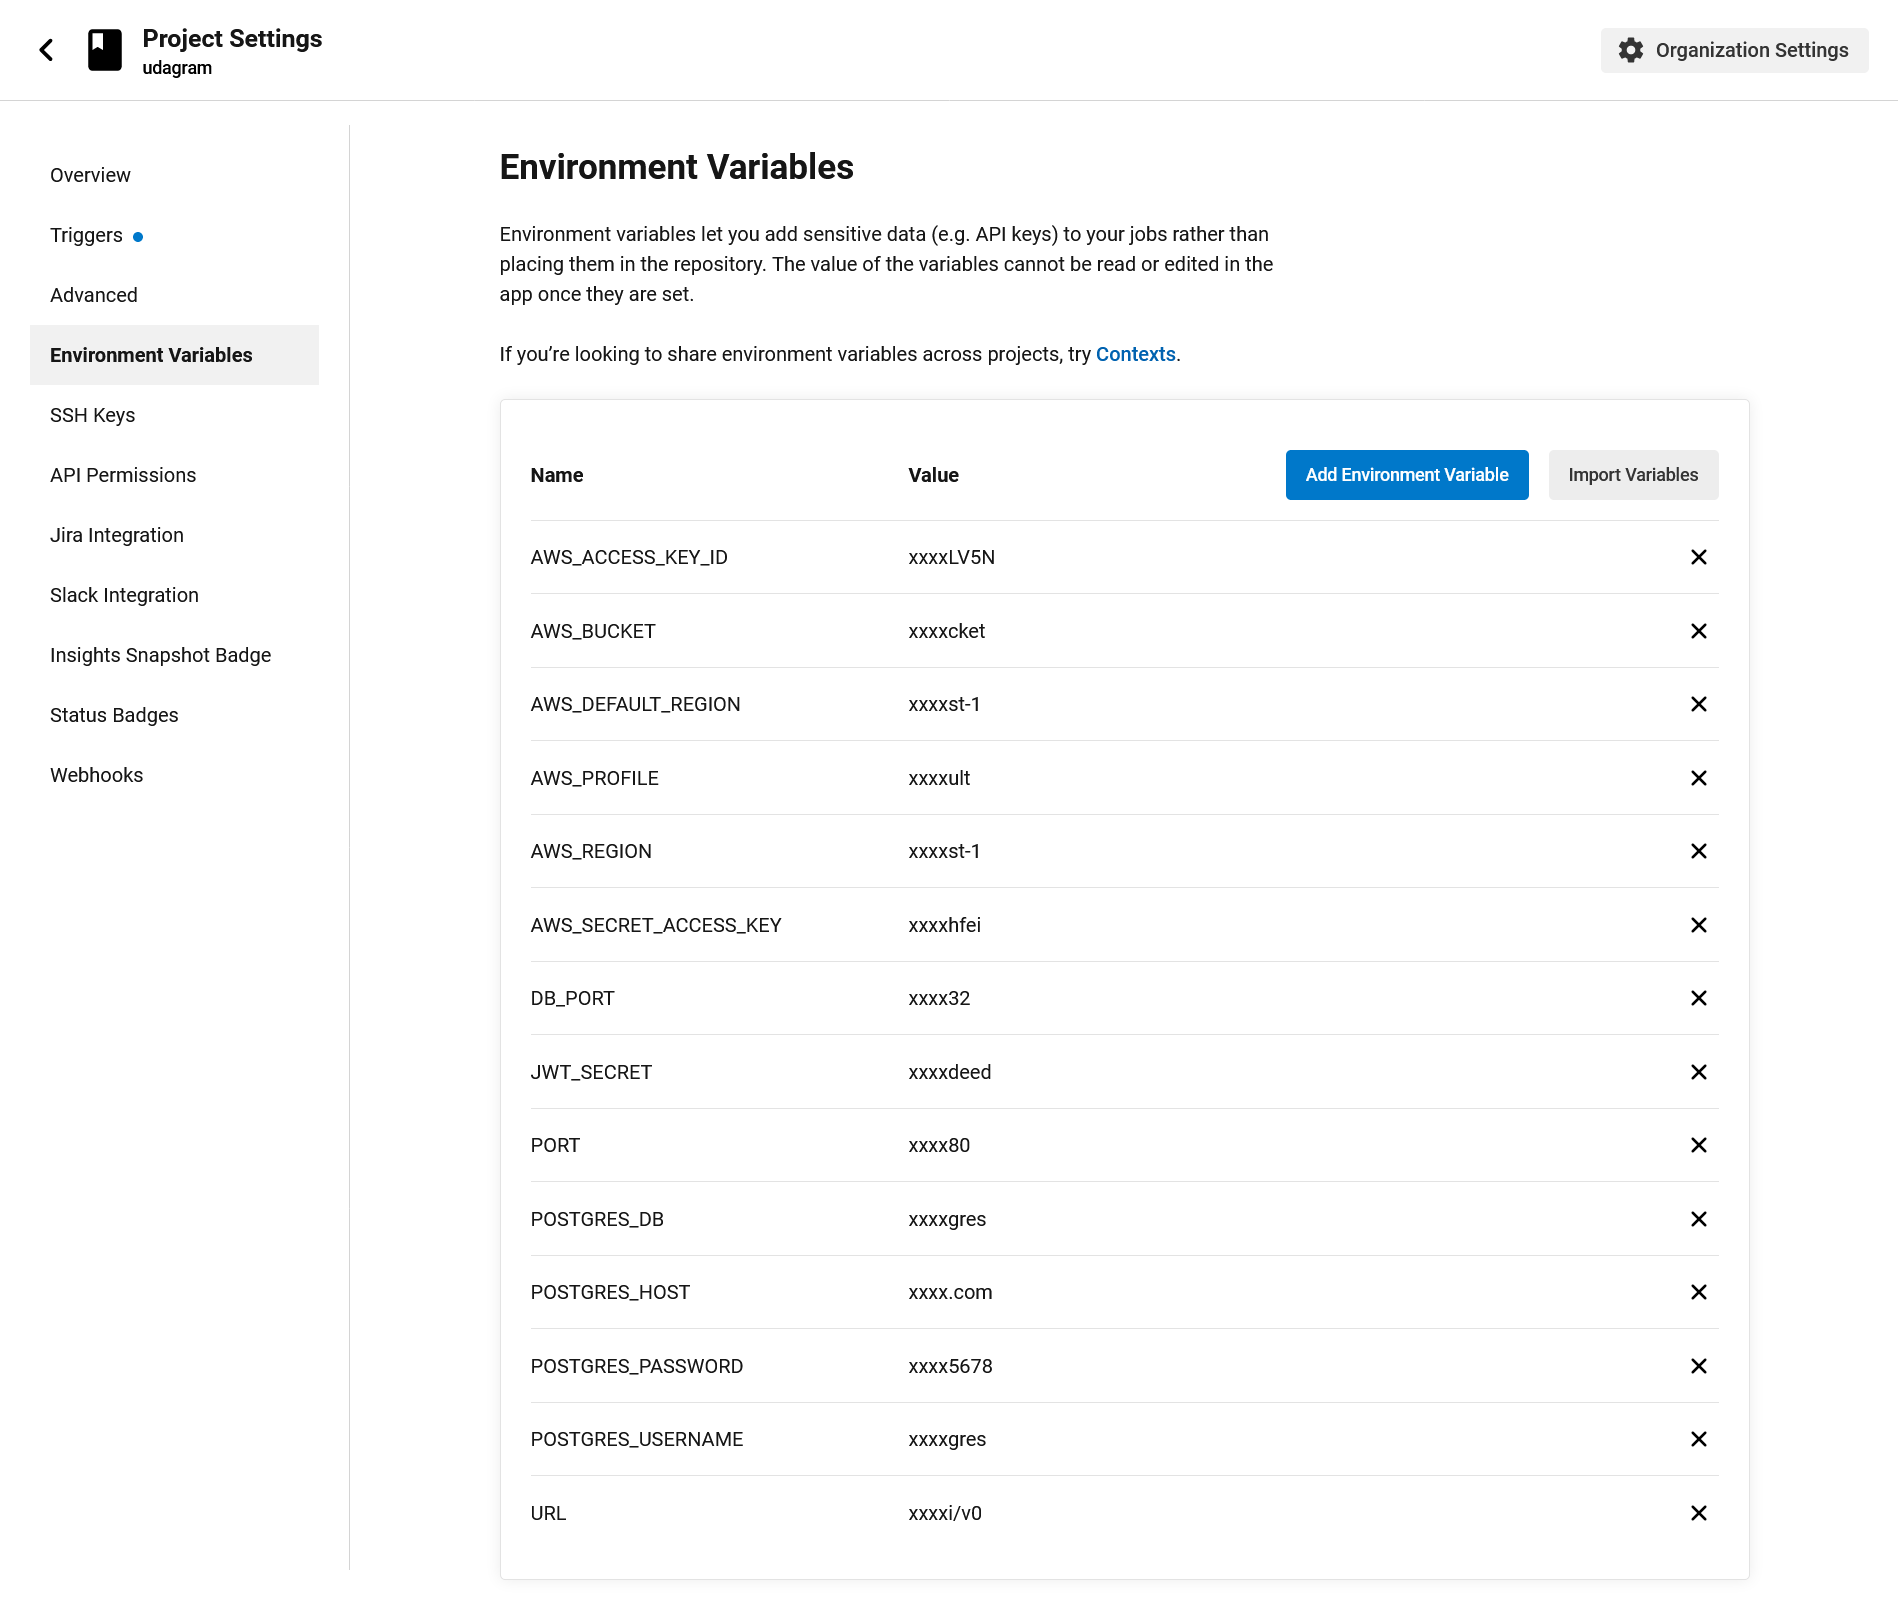 Project Settings
udagram
Organization Settings
Overview
Triggers
Advanced
Environment Variables
SSH Keys
API Permissions
Jira Integration
Slack Integration
Insights Snapshot Badge
Status Badges
Webhooks
Environment Variables
Environment variables let you add sensitive data (e.g. API keys) to your jobs rather than
placing them in the repository. The value of the variables cannot be read or edited in the
app once they are set.
If you’re looking to share environment variables across projects, try Contexts.
Name Value Add Environment Variable Import Variables
AWS_ACCESS_KEY_ID xxxxLV5N
AWS_BUCKET xxxxcket
AWS_DEFAULT_REGION xxxxst-1
AWS_PROFILE xxxxult
AWS_REGION xxxxst-1
AWS_SECRET_ACCESS_KEY xxxxhfei
DB_PORT xxxx32
JWT_SECRET xxxxdeed
PORT xxxx80
POSTGRES_DB xxxxgres
POSTGRES_HOST xxxx.com
POSTGRES_PASSWORD xxxx5678
POSTGRES_USERNAME xxxxgres
URL xxxxi/v0